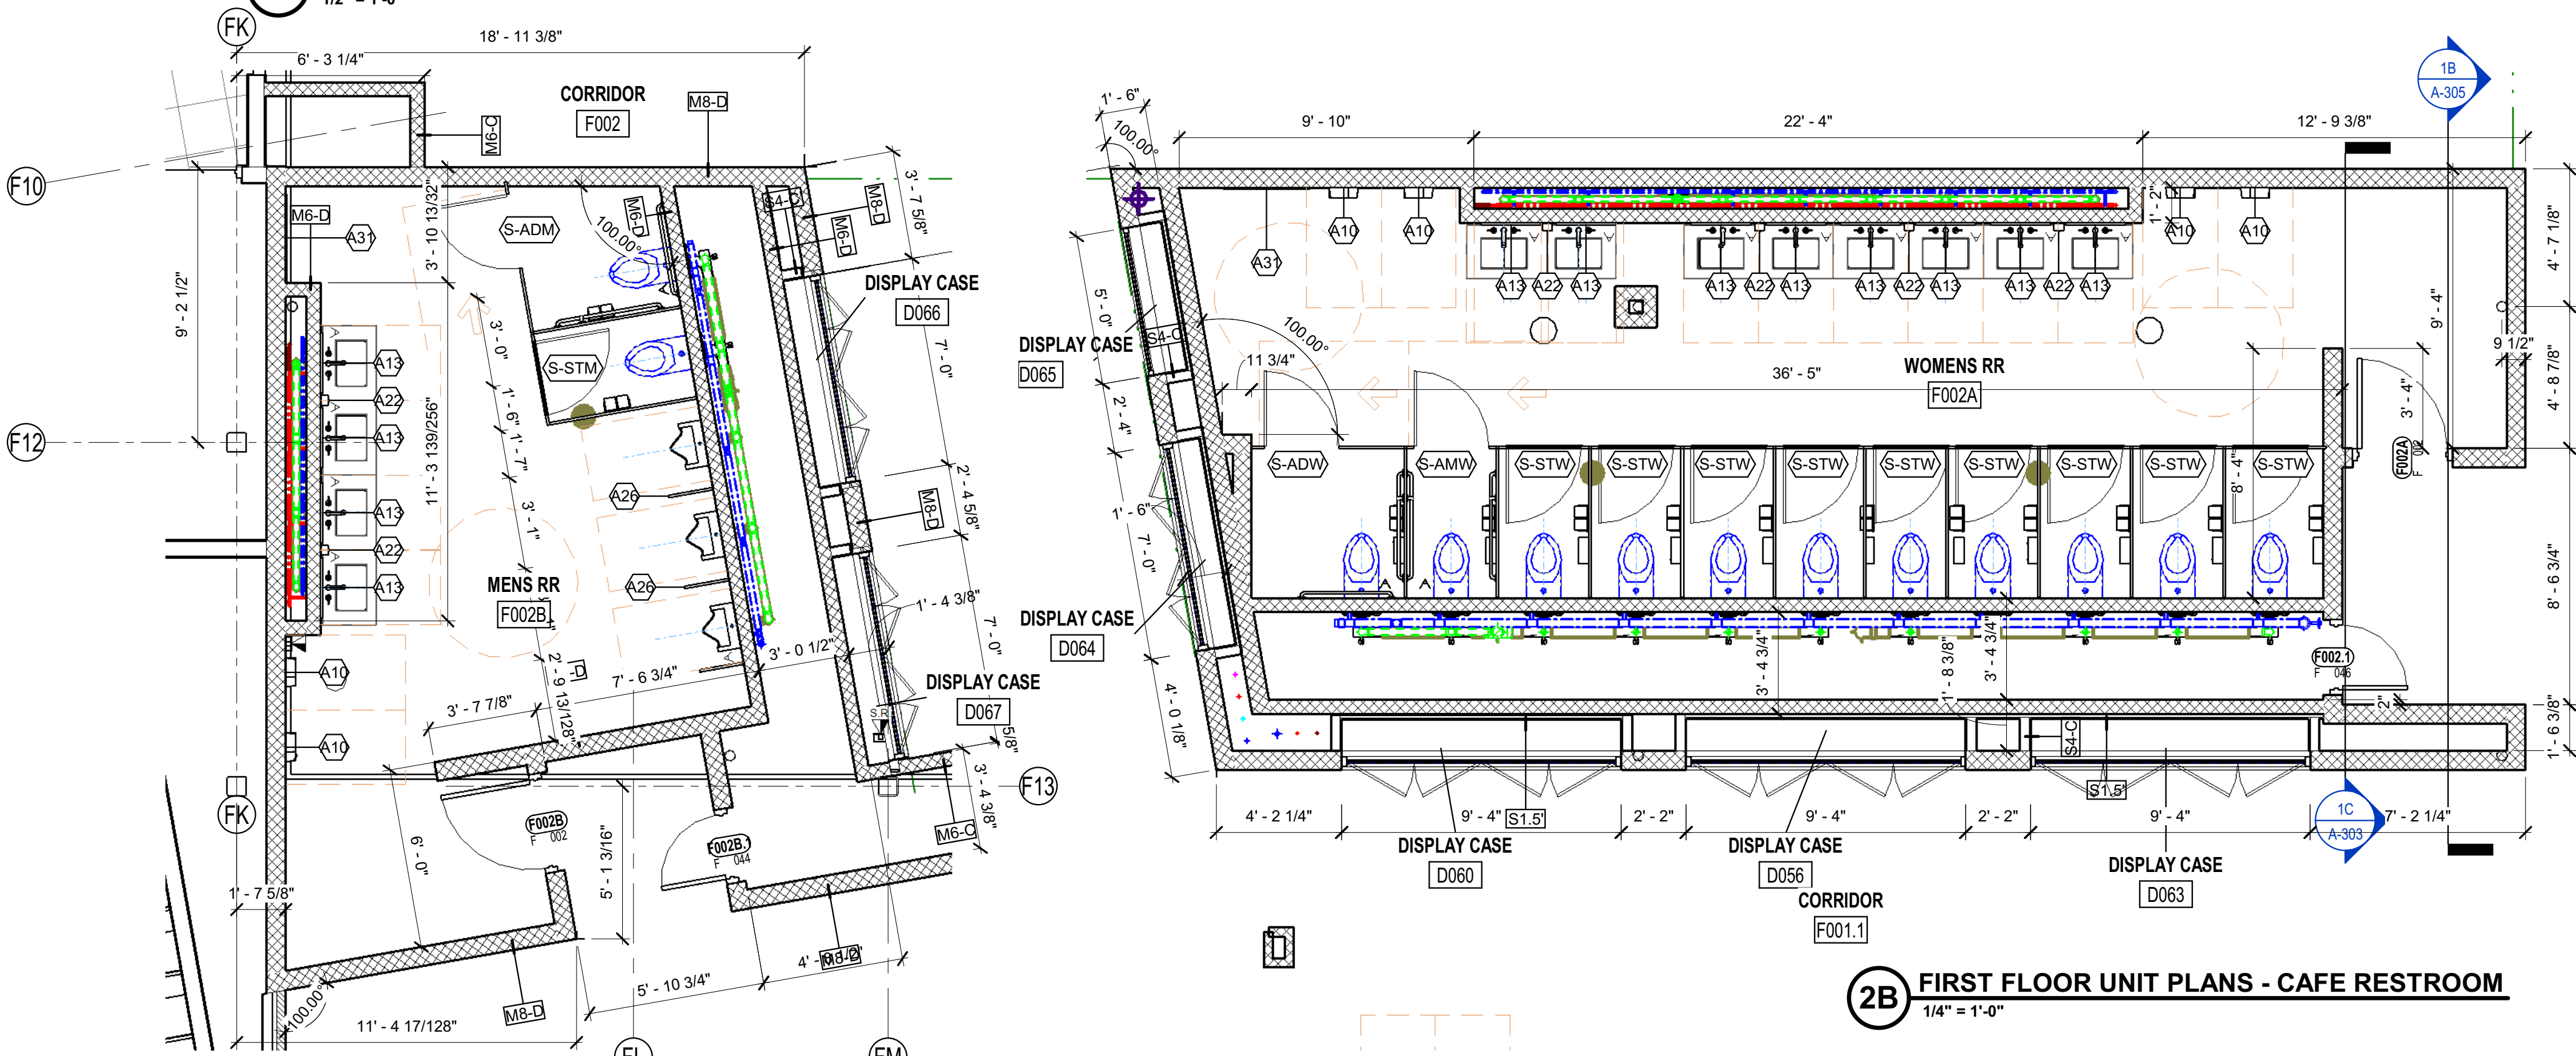 1/2" = 1'-0"
FK
18' - 11 3/8"
6' - 3 1/4"
CORRIDOR
F002
M8-D
M6-C
F10
F12
9' - 2 1/2"
3' - 10 13/32"
M6-D
A31
S-ADM
100.00°
M6-D
S4-C
M8-D
M6-D
3' - 7 5/8"
DISPLAY CASE
D066
7' - 0"
3' - 0"
S-STM
A13
A22
A13
A13
A22
A13
11' - 3 139/256"
1' - 6"
1' - 7"
3' - 1"
A26
A26
2' - 4 5/8"
M8-D
MENS RR
F002B
1' - 4 3/8"
7' - 0"
3' - 0 1/2"
7' - 6 3/4"
2' - 9 13/128"
-D
A10
A10
3' - 7 7/8"
DISPLAY CASE
D067
S.R
5/8"
3' - 4 3/8"
F13
M6-C
FK
F002B
F 002
F002B.1
F 044
6' - 0"
5' - 1 3/16"
1' - 7 5/8"
M8-D
5' - 10 3/4"
M8-D
100.00°
11' - 4 17/128"
FL
FM
1' - 6"
100.00°
9' - 10"
22' - 4"
12' - 9 3/8"
1B
A-305
A10
A10
A31
A13
A22
A13
A13
A22
A13
A13
A22
A13
A13
A22
A13
1' - 2"
A10
A10
4' - 7 1/8"
9' - 4"
9 1/2"
4' - 8 7/8"
5' - 0"
S4-C
DISPLAY CASE
D065
100.00°
11 3/4"
36' - 5"
WOMENS RR
F002A
3' - 4"
F002A
F 002
2' - 4"
S-ADW
S-AMW
S-STW
S-STW
S-STW
S-STW
S-STW
S-STW
S-STW
S-STW
S-STW
8' - 4"
1' - 6"
7' - 0"
8' - 6 3/4"
DISPLAY CASE
D064
3' - 4 3/4"
1' - 8 3/8"
3' - 4 3/4"
F002.1
F 046
2"
4' - 0 1/8"
S4-C
1' - 6 3/8"
S1.5'
S1.5'
4' - 2 1/4"
9' - 4"
2' - 2"
9' - 4"
2' - 2"
9' - 4"
7' - 2 1/4"
1C
A-303
DISPLAY CASE
D060
DISPLAY CASE
D056
DISPLAY CASE
D063
CORRIDOR
F001.1
2B
FIRST FLOOR UNIT PLANS - CAFE RESTROOM
1/4" = 1'-0"